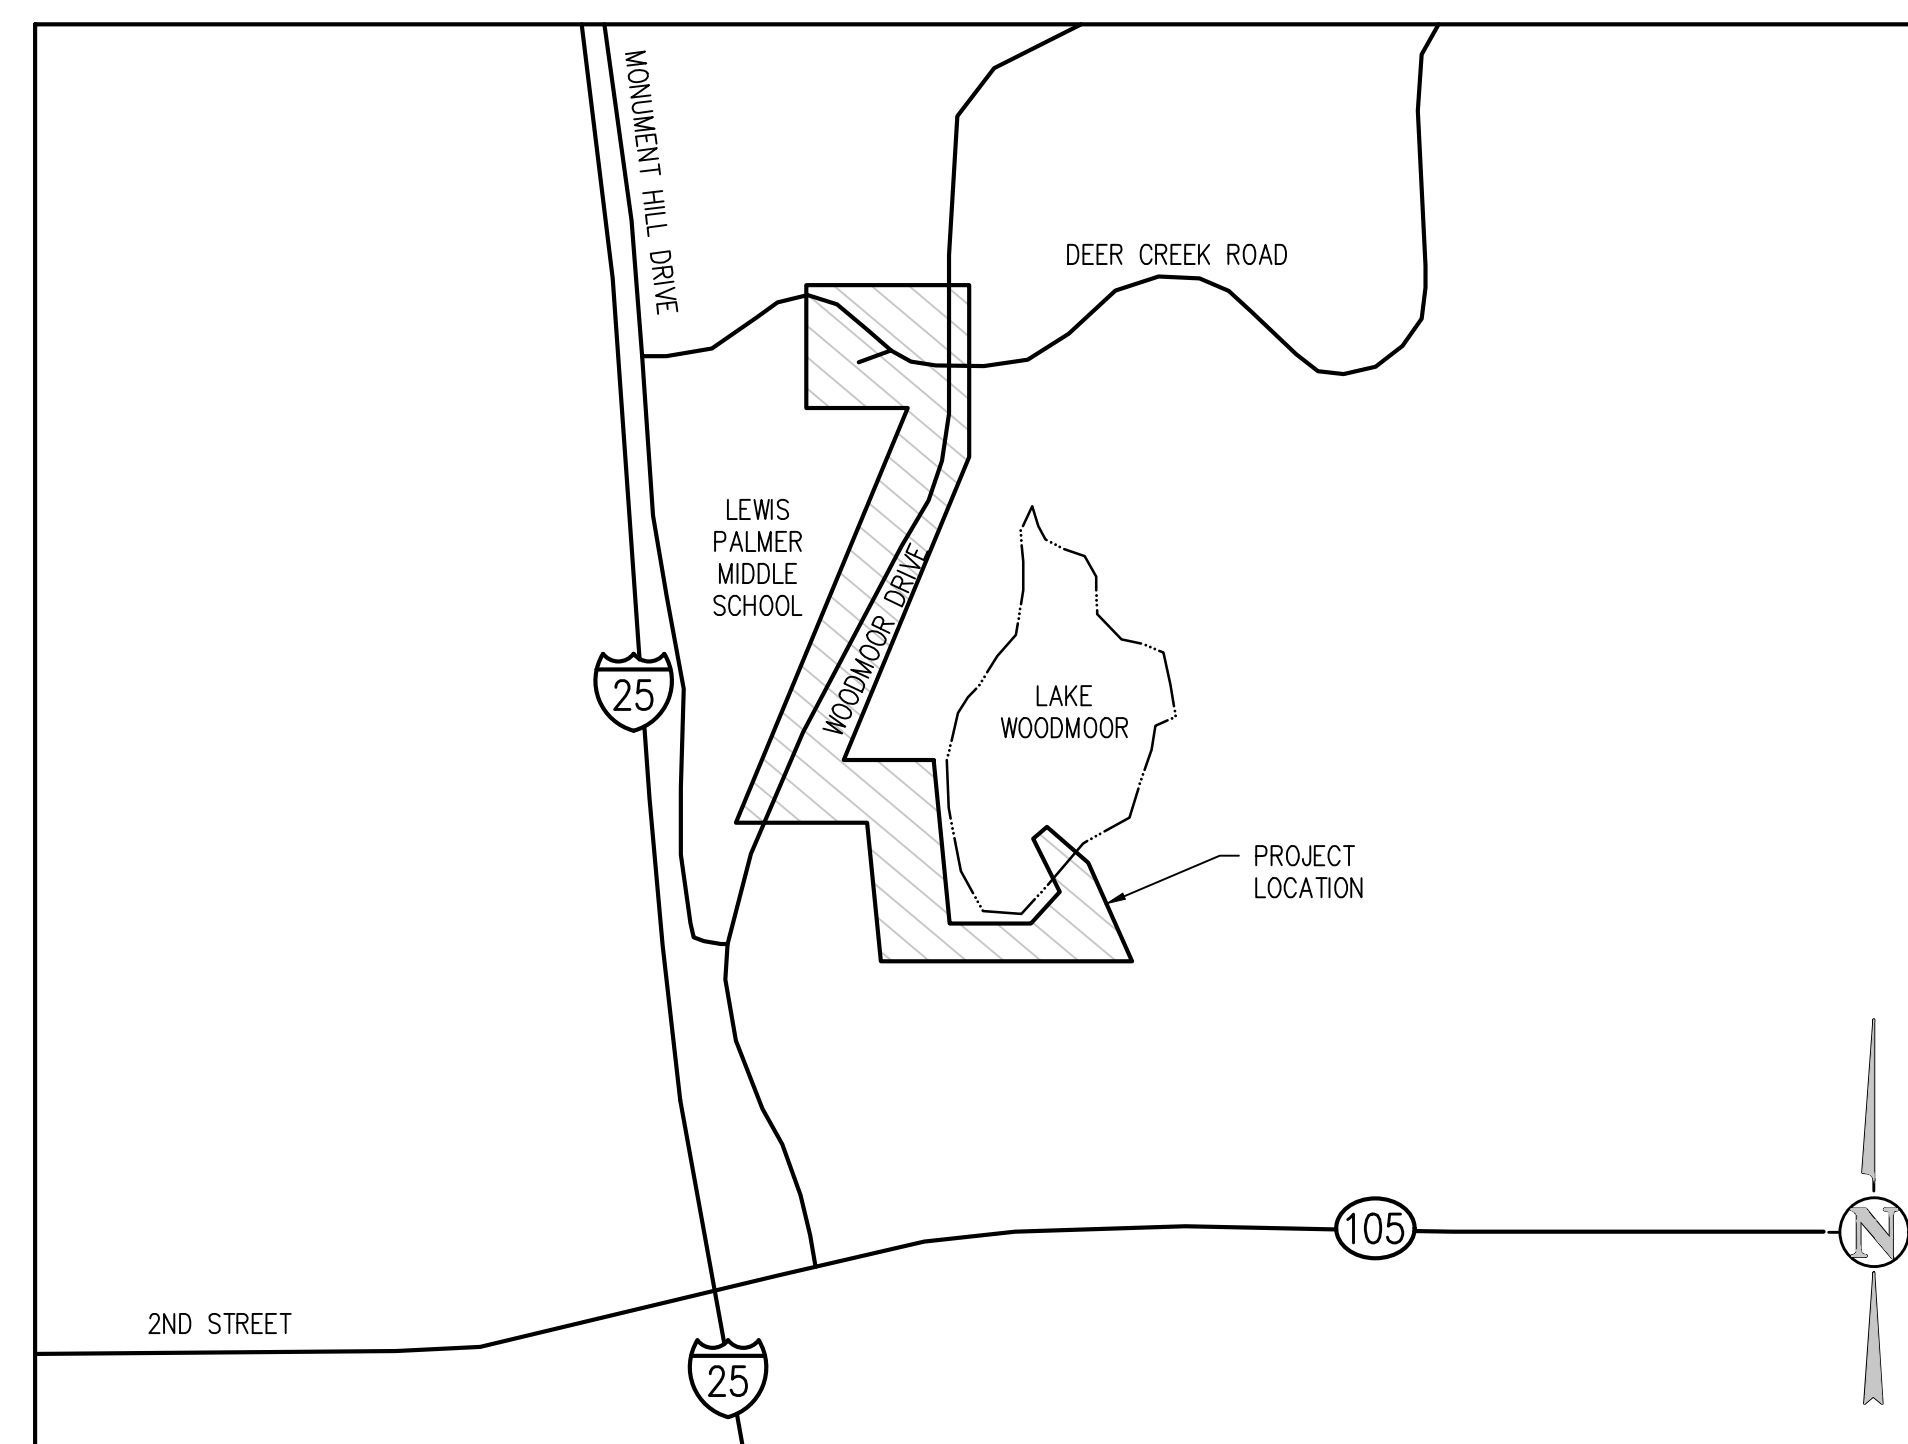 MONUMENT HILL DRIVE
DEER CREEK ROAD
LEWIS
PALMER
MIDDLE
SCHOOL
WOODMOOR DRIVE
25
LAKE
WOODMOOR
PROJECT
LOCATION
105
N
2ND STREET
25